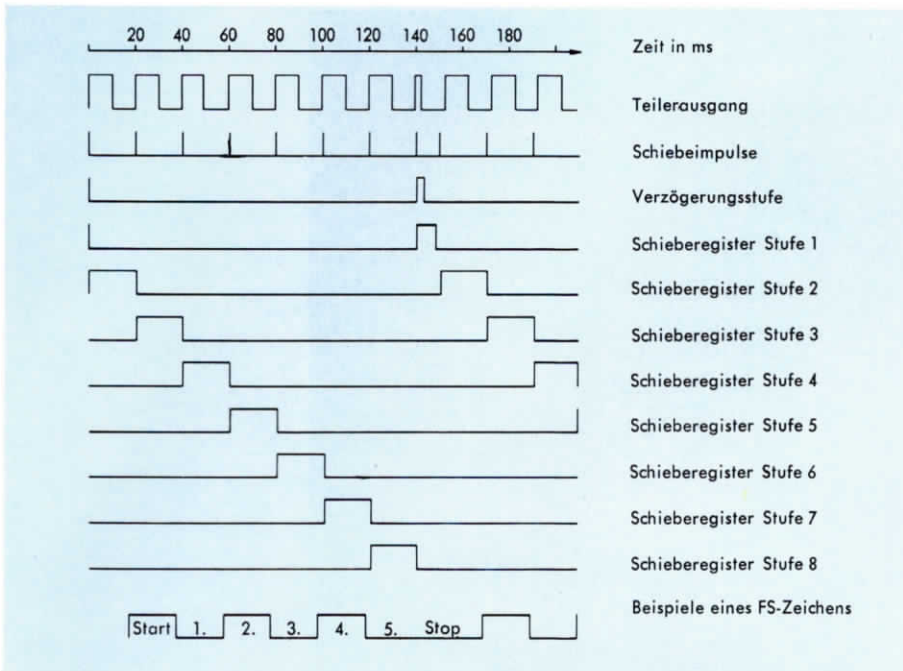 20 40 60 80 100 120 140 160 180
Zeit in ms
Teilerausgang
Schiebeimpulse
Verzögerungsstufe
Schieberegister Stufe 1
Schieberegister Stufe 2
Schieberegister Stufe 3
Schieberegister Stufe 4
Schieberegister Stufe 5
Schieberegister Stufe 6
Schieberegister Stufe 7
Schieberegister Stufe 8
Beispiele eines FS-Zeichens
Start 1. 2. 3. 4. 5. Stop